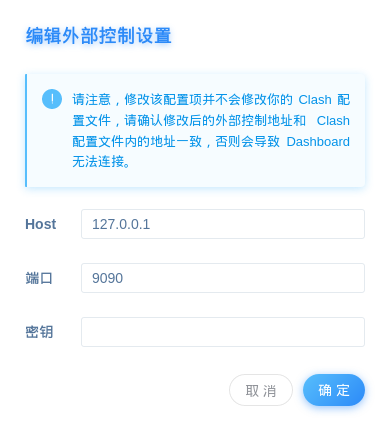 编辑外部控制设置
!
请注意，修改该配置项并不会修改你的 Clash 配
置文件，请确认修改后的外部控制地址和 Clash
配置文件内的地址一致，否则会导致 Dashboard
无法连接。
Host 127.0.0.1
端口 9090
密钥
取消 确定